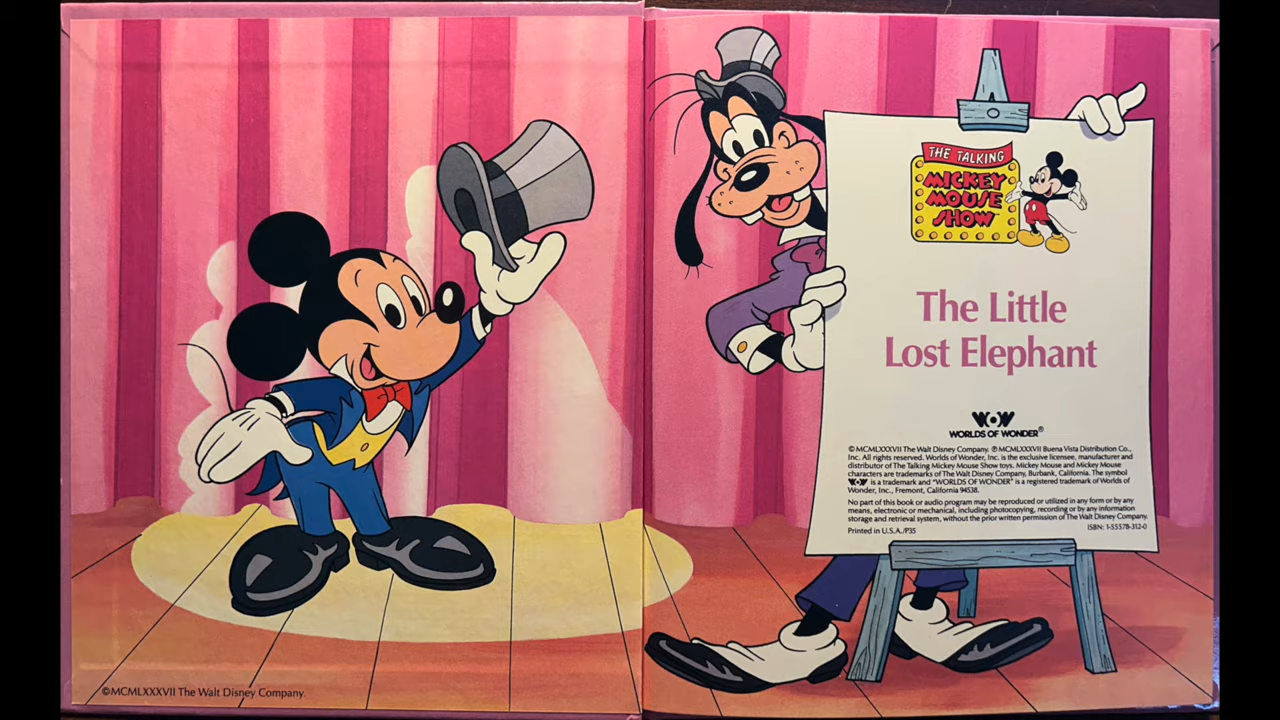 ©MCMLXXXVII The Walt Disney Company.
THE TALKING
MICKEY
MOUSE
SHOW
The Little
Lost Elephant
WOW
WORLDS OF WONDER®
©MCMLXXXVII The Walt Disney Company. ℗MCMLXXXVII Buena Vista Distribution Co.,
Inc. All rights reserved. Worlds of Wonder, Inc. is the exclusive licensee, manufacturer and
distributor of The Talking Mickey Mouse Show toys. Mickey Mouse and Mickey Mouse
characters are trademarks of The Walt Disney Company, Burbank, California. The symbol
WOW is a trademark and "WORLDS OF WONDER" is a registered trademark of Worlds of
Wonder, Inc., Fremont, California 94538.
No part of this book or audio program may be reproduced or utilized in any form or by any
means, electronic or mechanical, including photocopying, recording or by any information
storage and retrieval system, without the prior written permission of The Walt Disney Company.
Printed in U.S.A./P35
ISBN: 1-55578-312-0